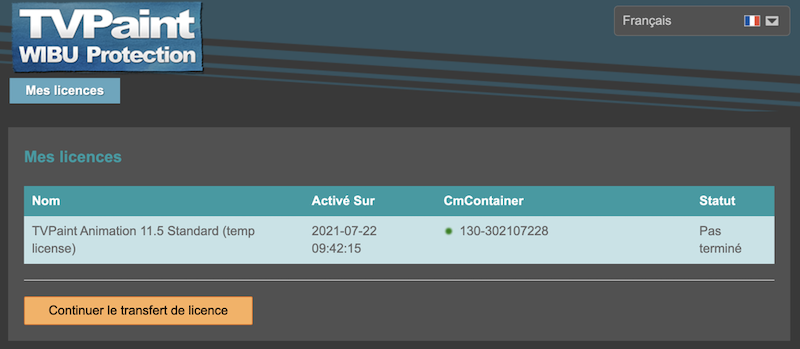 TVPaint
WIBU Protection
Français
Mes licences
Mes licences
Nom Activé Sur CmContainer Statut
TVPaint Animation 11.5 Standard (temp 2021-07-22 130-302107228 Pas
license) 09:42:15 terminé
Continuer le transfert de licence